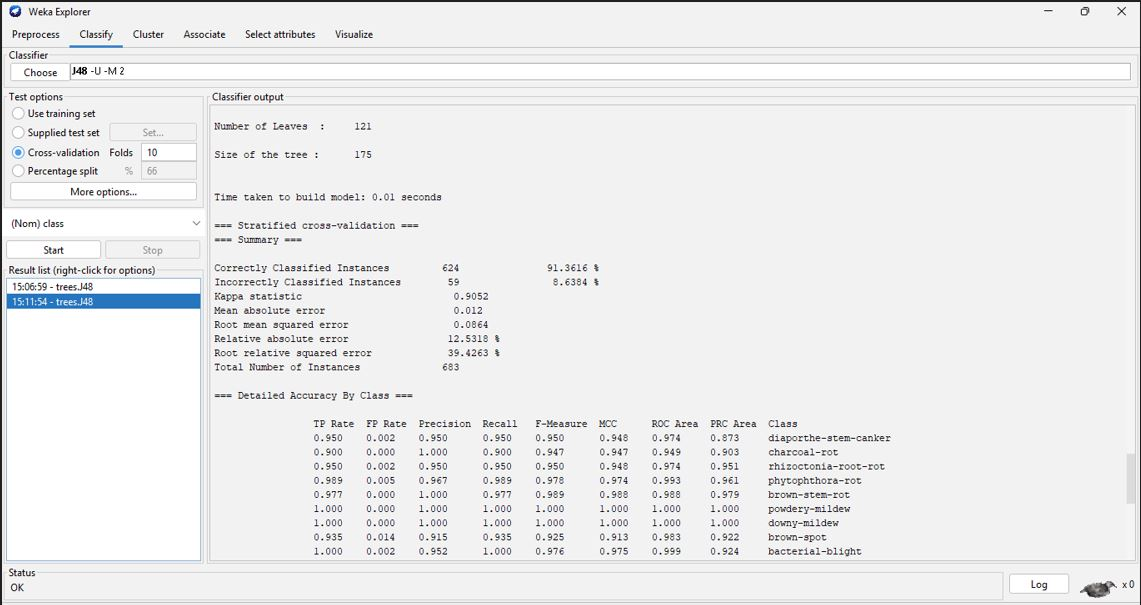 Weka Explorer
Preprocess Classify Cluster Associate Select attributes Visualize
Classifier
Choose J48 -U -M 2
Test options
Use training set
Supplied test set Set...
Cross-validation Folds 10
Percentage split % 66
More options...
(Nom) class
Start Stop
Result list (right-click for options)
15:06:59 - trees.J48
15:11:54 - trees.J48
Classifier output
Number of Leaves : 121
Size of the tree : 175
Time taken to build model: 0.01 seconds
=== Stratified cross-validation ===
=== Summary ===
Correctly Classified Instances 624 91.3616 %
Incorrectly Classified Instances 59 8.6384 %
Kappa statistic 0.9052
Mean absolute error 0.012
Root mean squared error 0.0864
Relative absolute error 12.5318 %
Root relative squared error 39.4263 %
Total Number of Instances 683
=== Detailed Accuracy By Class ===
TP Rate FP Rate Precision Recall F-Measure MCC ROC Area PRC Area Class
0.950 0.002 0.950 0.950 0.950 0.948 0.974 0.873 diaporthe-stem-canker
0.900 0.000 1.000 0.900 0.947 0.947 0.949 0.903 charcoal-rot
0.950 0.002 0.950 0.950 0.950 0.948 0.974 0.951 rhizoctonia-root-rot
0.989 0.005 0.967 0.989 0.978 0.974 0.993 0.961 phytophthora-rot
0.977 0.000 1.000 0.977 0.989 0.988 0.988 0.979 brown-stem-rot
1.000 0.000 1.000 1.000 1.000 1.000 1.000 1.000 powdery-mildew
1.000 0.000 1.000 1.000 1.000 1.000 1.000 1.000 downy-mildew
0.935 0.014 0.915 0.935 0.925 0.913 0.983 0.922 brown-spot
1.000 0.002 0.952 1.000 0.976 0.975 0.999 0.924 bacterial-blight
Status
OK
Log
x 0